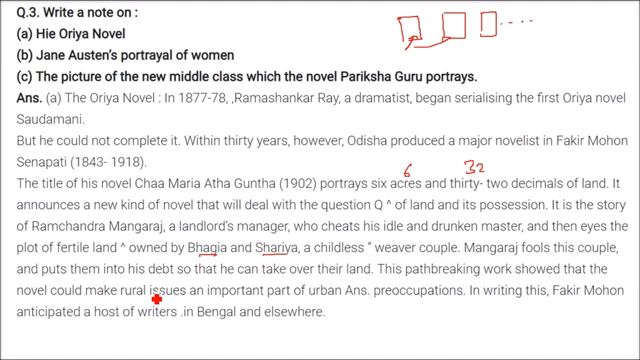 Q.3. Write a note on :
(a) Hie Oriya Novel
(b) Jane Austen's portrayal of women
(c) The picture of the new middle class which the novel Pariksha Guru portrays.
Ans. (a) The Oriya Novel : In 1877-78, ,Ramashankar Ray, a dramatist, began serialising the first Oriya novel
Saudamani.
But he could not complete it. Within thirty years, however, Odisha produced a major novelist in Fakir Mohon
Senapati (1843- 1918).
6 32
The title of his novel Chaa Maria Atha Guntha (1902) portrays six acres and thirty- two decimals of land. It
announces a new kind of novel that will deal with the question Q ^ of land and its possession. It is the story
of Ramchandra Mangaraj, a landlord's manager, who cheats his idle and drunken master, and then eyes the
plot of fertile land ^ owned by Bhagia and Shariya, a childless " weaver couple. Mangaraj fools this couple,
and puts them into his debt so that he can take over their land. This pathbreaking work showed that the
novel could make rural issues an important part of urban Ans. preoccupations. In writing this, Fakir Mohon
anticipated a host of writers .in Bengal and elsewhere.